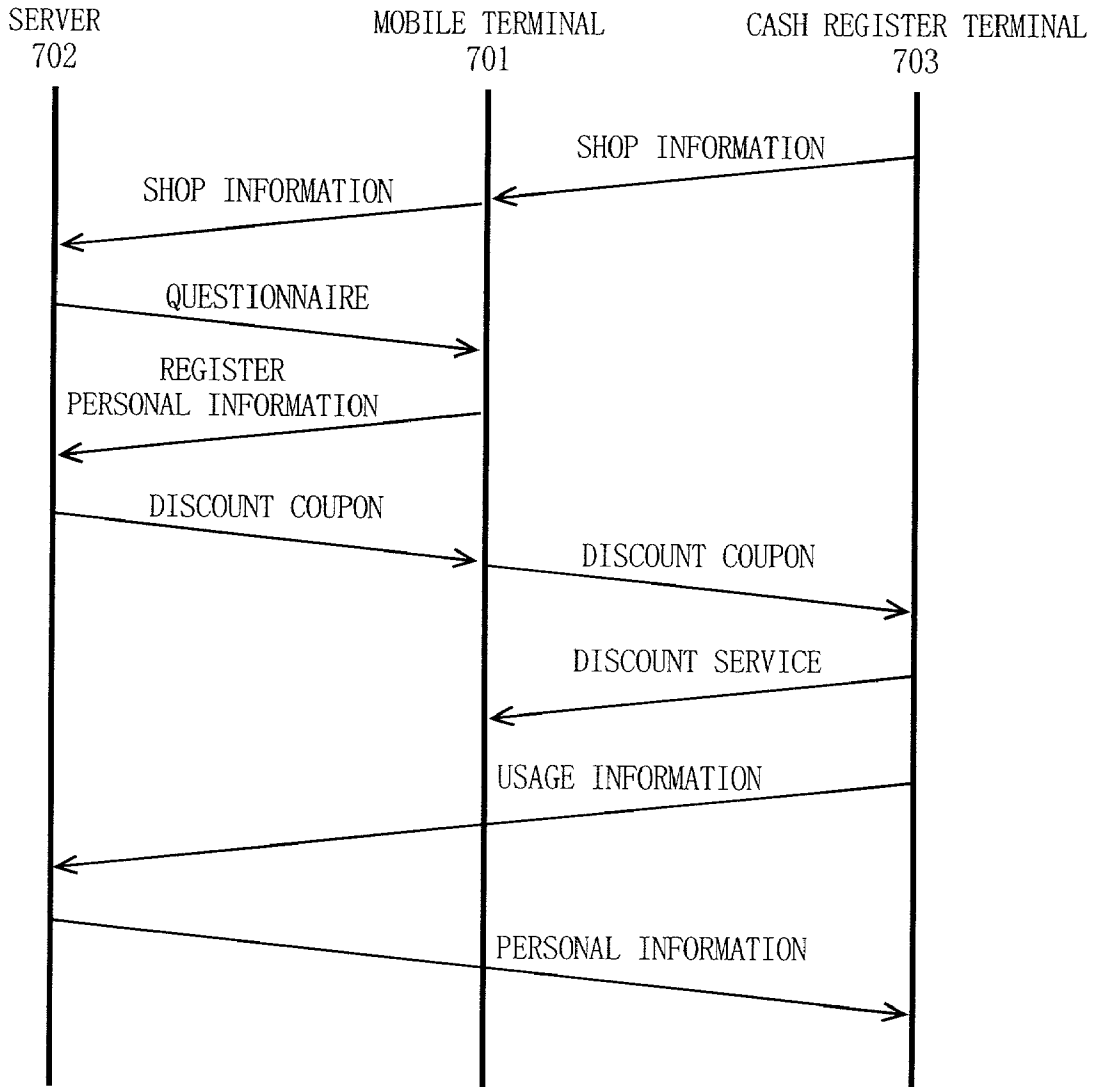 SERVER
702
MOBILE TERMINAL
701
CASH REGISTER TERMINAL
703
SHOP INFORMATION
SHOP INFORMATION
QUESTIONNAIRE
REGISTER
PERSONAL INFORMATION
DISCOUNT COUPON
DISCOUNT COUPON
DISCOUNT SERVICE
USAGE INFORMATION
PERSONAL INFORMATION